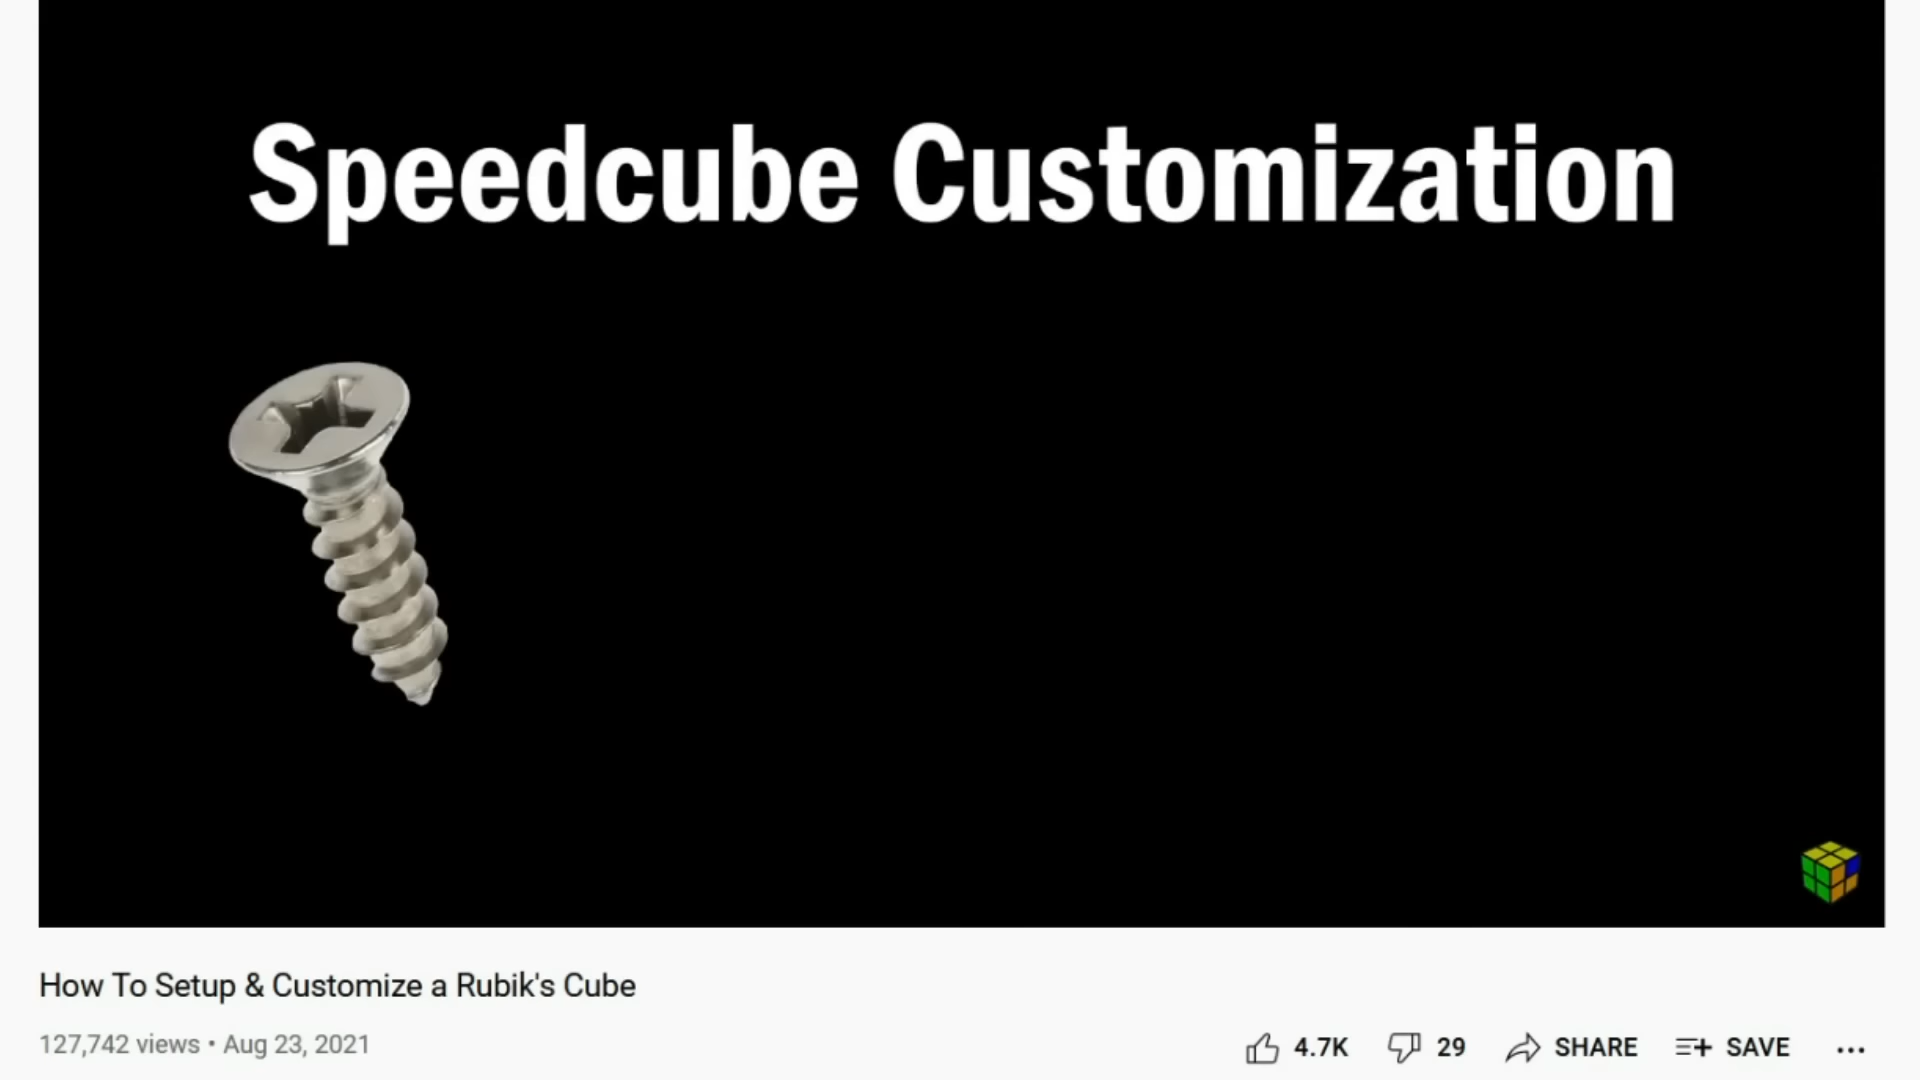 Speedcube Customization
How To Setup & Customize a Rubik's Cube
127,742 views • Aug 23, 2021
4.7K
29
SHARE
SAVE